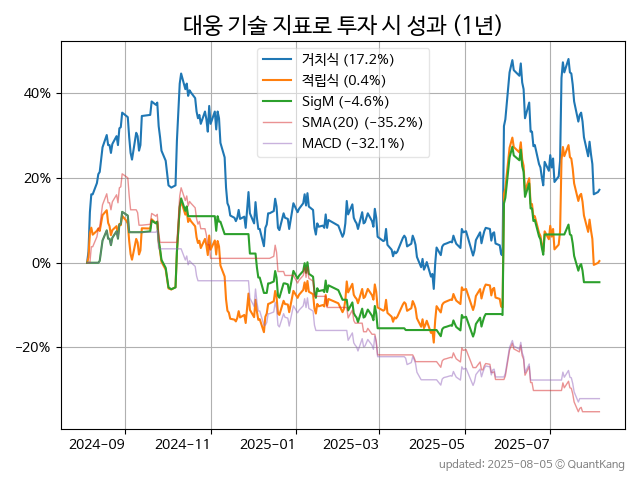 대웅 기술 지표로 투자 시 성과 (1년)
거치식 (17.2%)
적립식 (0.4%)
SigM (−4.6%)
SMA(20) (−35.2%)
MACD (−32.1%)
40%
20%
0%
−20%
2024-09
2024-11
2025-01
2025-03
2025-05
2025-07
updated: 2025-08-05 ⓒ QuantKang